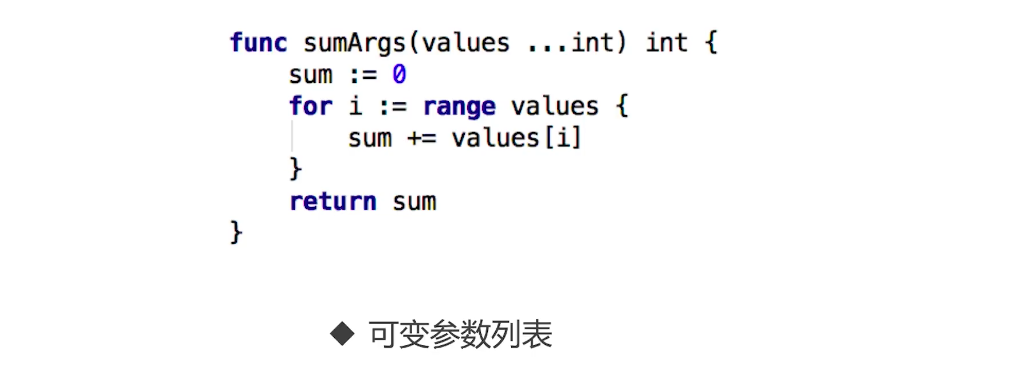 func sumArgs(values ...int) int {
    sum := 0
    for i := range values {
        sum += values[i]
    }
    return sum
}
◆ 可变参数列表